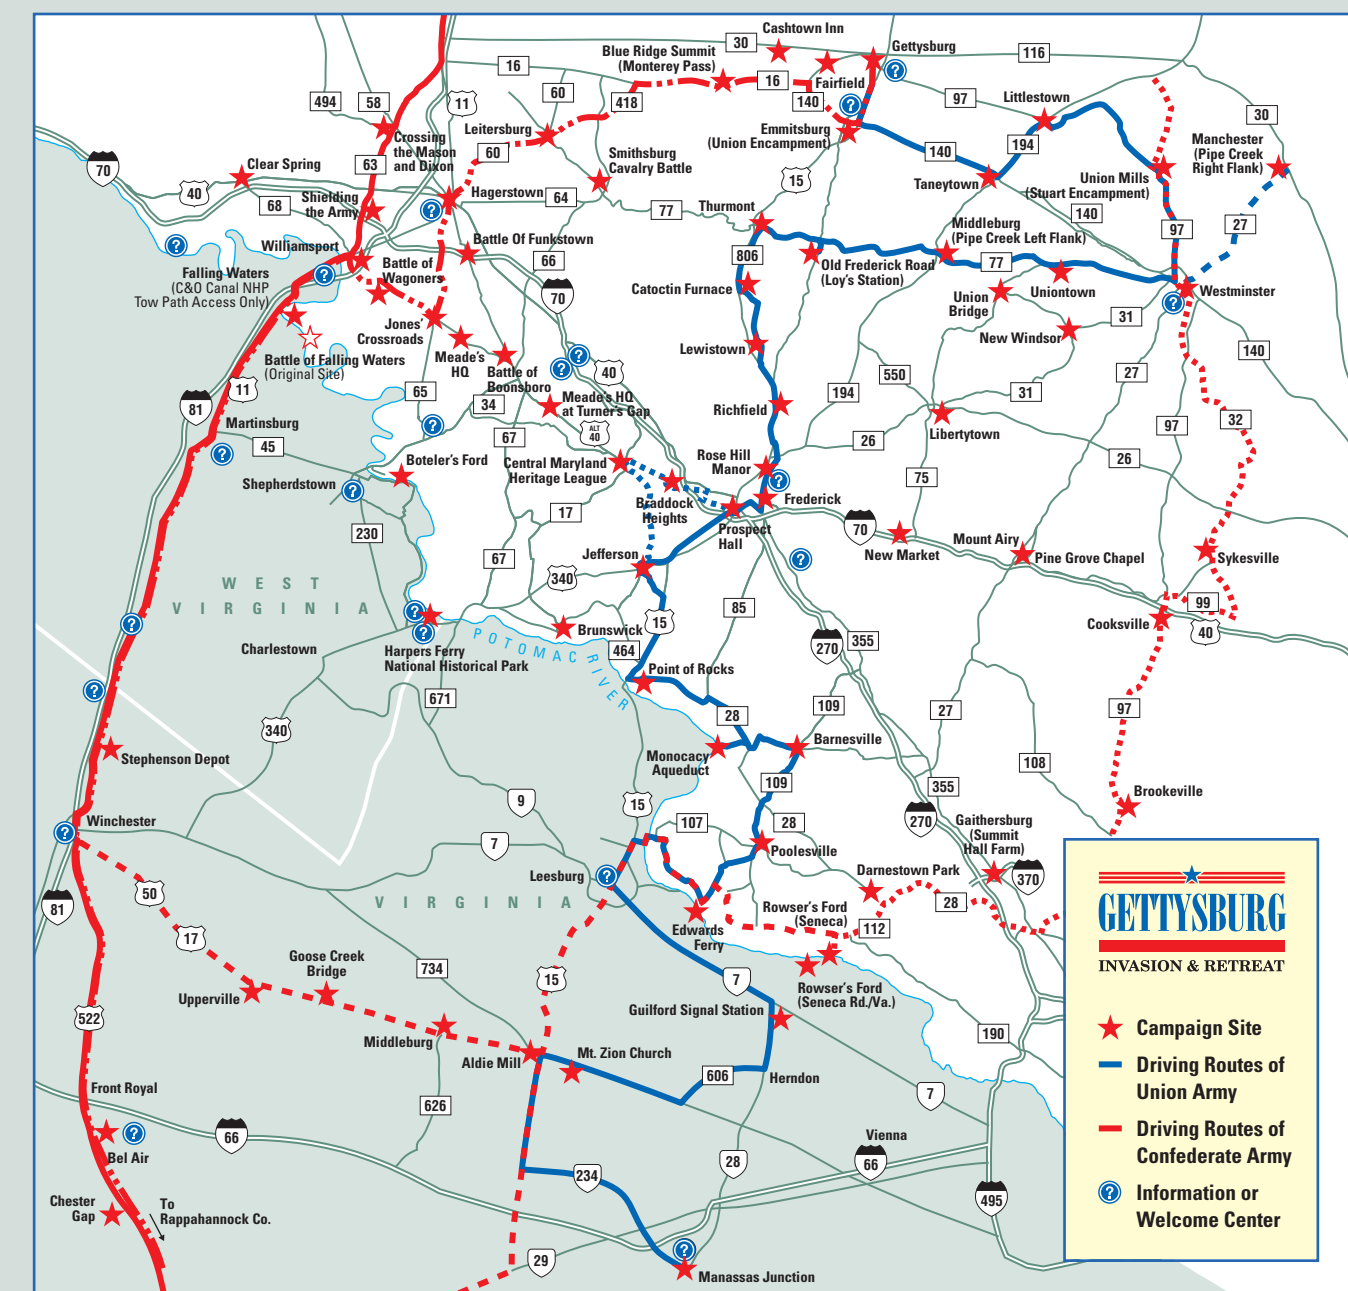 Cashtown Inn
30
Blue Ridge Summit
(Monterey Pass)
Gettysburg
116
16
16
Fairfield
494
58
11
60
418
140
97
Littlestown
30
Leitersburg
Crossing
the Mason
and Dixon
Emmitsburg
(Union Encampment)
Manchester
(Pipe Creek
Right Flank)
63
60
194
140
70
Clear Spring
Smithsburg
Cavalry Battle
15
Taneytown
Union Mills
(Stuart Encampment)
40
68
Shielding
the Army
Hagerstown
64
77
Thurmont
140
27
97
Middleburg
(Pipe Creek Left Flank)
Williamsport
Battle Of Funkstown
66
806
77
Old Frederick Road
(Loy's Station)
Falling Waters
(C&O Canal NHP
Tow Path Access Only)
Battle of
Wagoners
70
Catoctin Furnace
Uniontown
Union
Bridge
Westminster
31
Jones'
Crossroads
New Windsor
Meade's
HQ
Lewistown
140
Battle of Falling Waters
(Original Site)
Battle of
Boonsboro
40
550
27
11
65
34
Meade's HQ
at Turner's Gap
194
31
81
Richfield
32
Martinsburg
67
ALT
40
Libertytown
97
45
26
26
Boteler's Ford
Central Maryland
Heritage League
Rose Hill
Manor
Shepherdstown
75
Braddock
Heights
Frederick
17
Prospect
Hall
70
230
New Market
Mount Airy
Pine Grove Chapel
Sykesville
67
Jefferson
340
WEST
VIRGINIA
85
99
15
Cooksville
40
Brunswick
POTOMAC RIVER
464
270
355
Charlestown
Harpers Ferry
National Historical Park
Point of Rocks
671
109
27
97
28
340
Monocacy
Aqueduct
Barnesville
Stephenson Depot
108
109
355
9
15
Brookeville
Winchester
107
28
270
Gaithersburg
(Summit
Hall Farm)
7
Poolesville
Leesburg
Darnestown Park
370
50
81
VIRGINIA
Rowser's Ford
(Seneca)
28
17
Edwards
Ferry
112
Goose Creek
Bridge
734
15
7
Rowser's Ford
(Seneca Rd./Va.)
Upperville
Guilford Signal Station
522
Middleburg
190
Aldie Mill
Mt. Zion Church
Front Royal
606
Herndon
626
7
66
Bel Air
Vienna
66
28
234
Chester
Gap
To
Rappahannock Co.
495
29
Manassas Junction
GETTYSBURG
INVASION & RETREAT
Campaign Site
Driving Routes of
Union Army
Driving Routes of
Confederate Army
Information or
Welcome Center